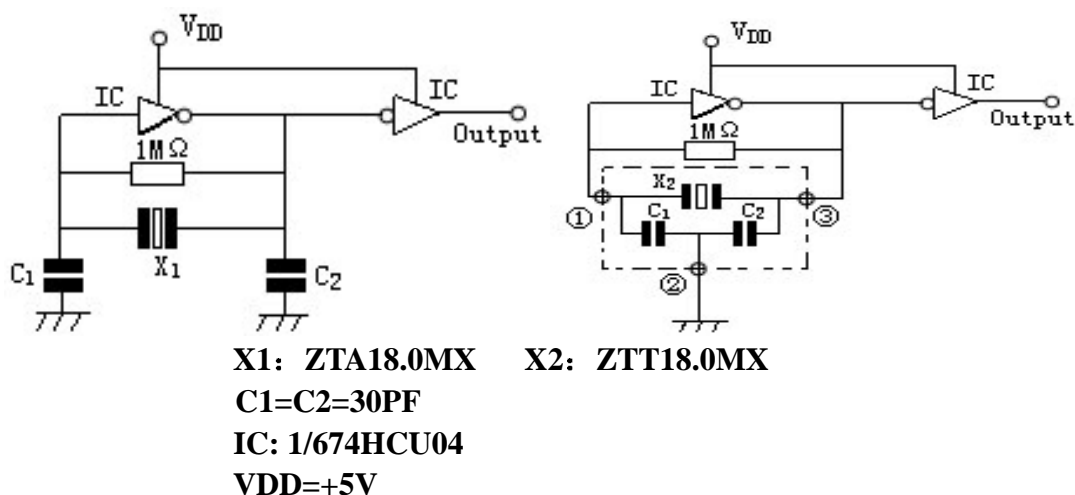 VDD
IC
IC
1MΩ
Output
X1
C1
C2
VDD
IC
IC
1MΩ
Output
X2
①
C1
C2
③
②
X1：ZTA18.0MX X2：ZTT18.0MX
C1=C2=30PF
IC: 1/674HCU04
VDD=+5V